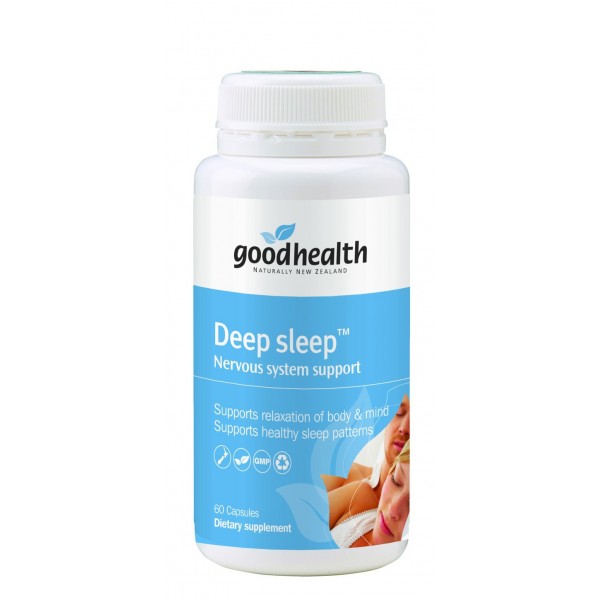 goodhealth
NATURALLY NEW ZEALAND
Deep sleep™
Nervous system support
Supports relaxation of body & mind
Supports healthy sleep patterns
GMP
60 Capsules
Dietary supplement